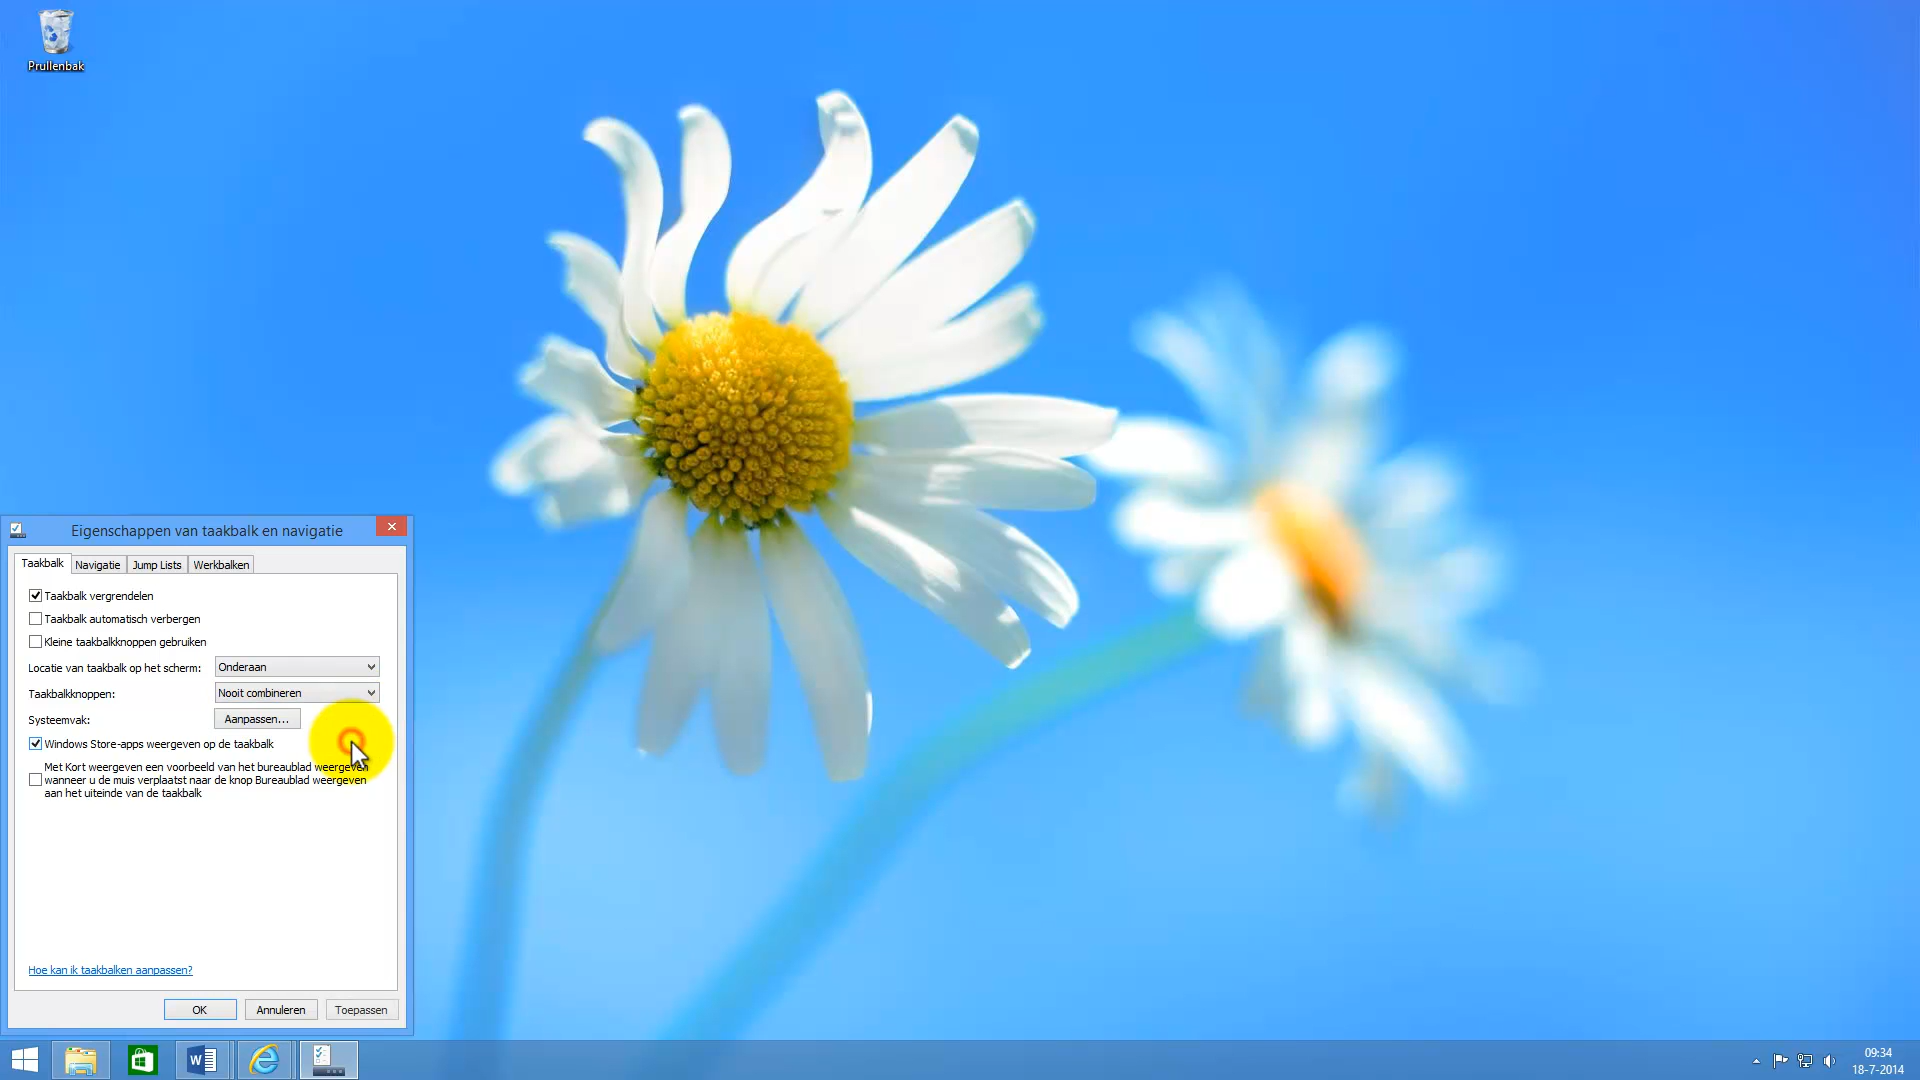 Prullenbak
Eigenschappen van taakbalk en navigatie
Taakbalk
Navigatie
Jump Lists
Werkbalken
Taakbalk vergrendelen
Taakbalk automatisch verbergen
Kleine taakbalkknoppen gebruiken
Locatie van taakbalk op het scherm: Onderaan
Taakbalkknoppen: Nooit combineren
Systeemvak: Aanpassen...
Windows Store-apps weergeven op de taakbalk
Met Kort weergeven een voorbeeld van het bureaublad weergeven
wanneer u de muis verplaatst naar de knop Bureaublad weergeven
aan het uiteinde van de taakbalk
Hoe kan ik taakbalken aanpassen?
OK
Annuleren
Toepassen
09:34
18-7-2014